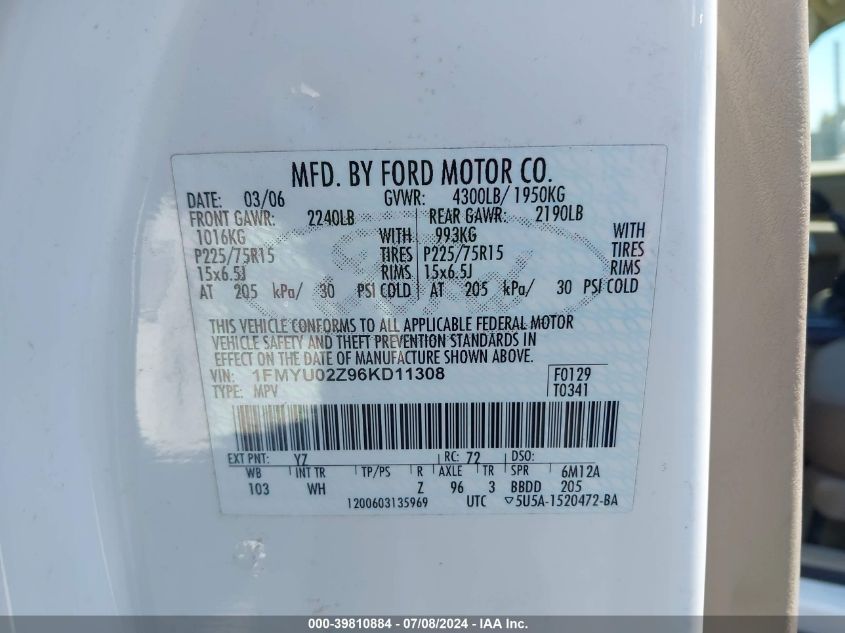 MFD. BY FORD MOTOR CO.
DATE: 03/06 GVWR: 4300LB/ 1950KG
FRONT GAWR: 2240LB REAR GAWR: 2190LB
1016KG WITH 993KG WITH
P225/75R15 TIRES P225/75R15 TIRES
15x6.5J RIMS 15x6.5J RIMS
AT 205 kPa/ 30 PSI COLD AT 205 kPa/ 30 PSI COLD
THIS VEHICLE CONFORMS TO ALL APPLICABLE FEDERAL MOTOR
VEHICLE SAFETY AND THEFT PREVENTION STANDARDS IN
EFFECT ON THE DATE OF MANUFACTURE SHOWN ABOVE.
VIN: 1FMYU02Z96KD11308 F0129
TYPE: MPV T0341
EXT PNT: YZ RC: 72 DSO:
WB INT TR TP/PS R AXLE TR SPR 6M12A
103 WH Z 96 3 BBDD 205
1200603135969 UTC ▽5U5A-1520472-BA
000-39810884 - 07/08/2024 - IAA Inc.